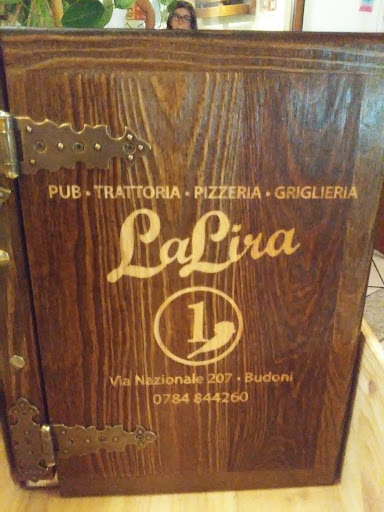 PUB • TRATTORIA • PIZZERIA • GRIGLIERIA
LaLira
1
Via Nazionale 207 • Budoni
0784 844260